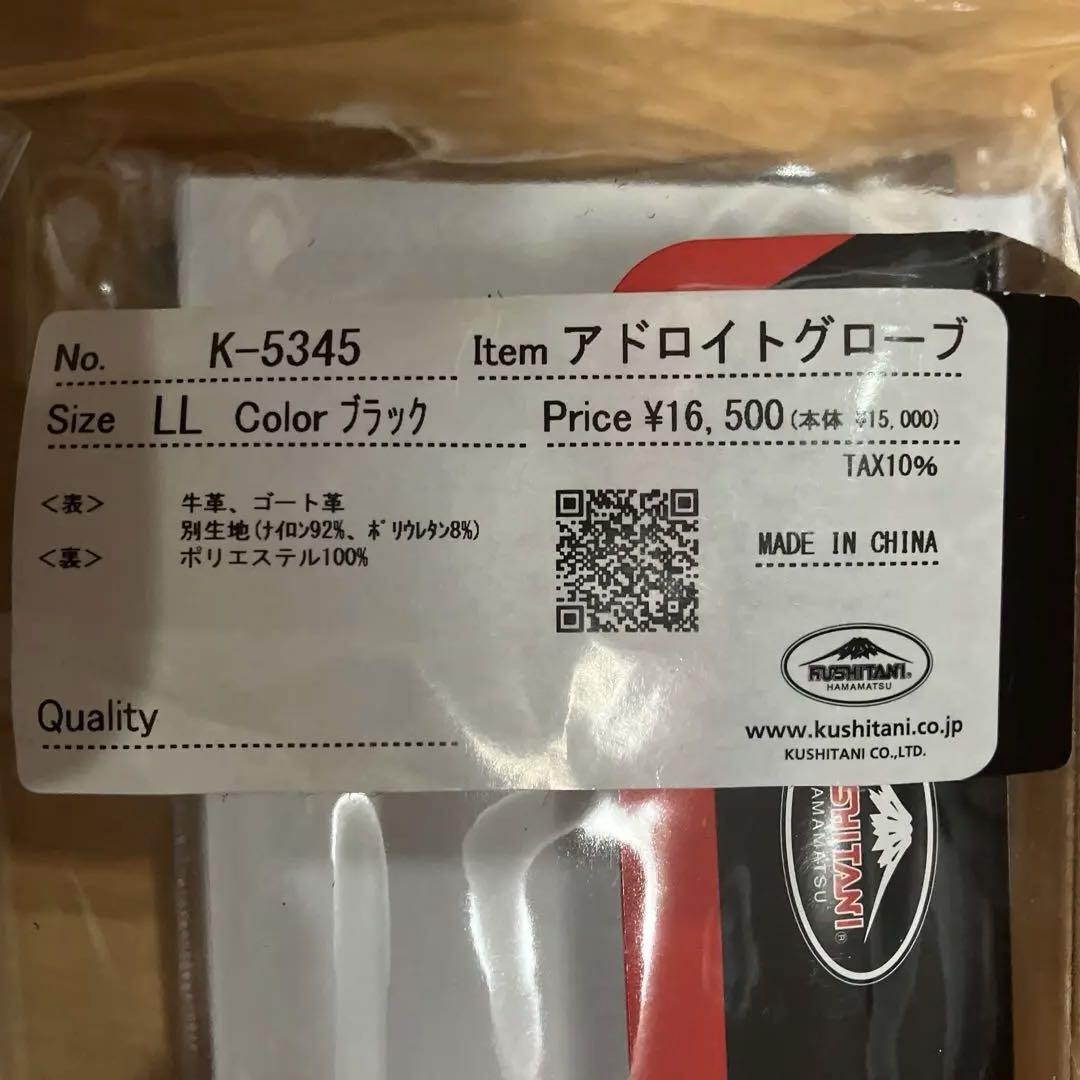 No. K-5345 Item アドロイトグローブ
Size LL Color ブラック Price ¥16,500(本体 ¥15,000)
TAX10%
<表> 牛革、ゴート革
別生地(ナイロン92%、ポリウレタン8%)
<裏> ポリエステル100%
MADE IN CHINA
KUSHITANI®
HAMAMATSU
Quality
www.kushitani.co.jp
KUSHITANI CO.,LTD.
SHITANI®
AMAMATSU